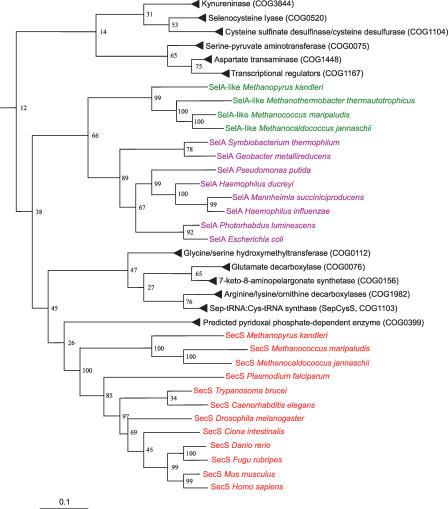 Kynureninase (COG3844)
31
Selenocysteine lyase (COG0520)
14
53
Cysteine sulfinate desulfinase/cysteine desulfurase (COG1104)
Serine-pyruvate aminotransferase (COG0075)
65
Aspartate transaminase (COG1448)
75
Transcriptional regulators (COG1167)
12
SelA-like Methanopyrus kandleri
99
SelA-like Methanothermobacter thermautotrophicus
100
SelA-like Methanococcus maripaludis
100
SelA-like Methanocaldococcus jannaschii
66
SelA Symbiobacterium thermophilum
78
SelA Geobacter metallireducens
89
SelA Pseudomonas putida
99
SelA Haemophilus ducreyi
100
SelA Mannheimia succiniciproducens
99
SelA Haemophilus influenzae
67
38
SelA Photorhabdus luminescens
92
SelA Escherichia coli
Glycine/serine hydroxymethyltransferase (COG0112)
47
Glutamate decarboxylase (COG0076)
65
7-keto-8-aminopelargonate synthetase (COG0156)
27
Arginine/lysine/ornithine decarboxylases (COG1982)
76
Sep-tRNA:Cys-tRNA synthase (SepCysS, COG1103)
45
Predicted pyridoxal phosphate-dependent enzyme (COG0399)
26
SecS Methanopyrus kandleri
100
SecS Methanococcus maripaludis
100
SecS Methenocaldococcus jannaschii
100
SecS Plasmodium falciparum
85
SecS Trypanosoma brucei
34
SecS Caenorhabditis elegans
97
SecS Drosophila melanogaster
69
SecS Ciona intestinalis
45
SecS Danio rerio
99
SecS Fugu rubripes
99
SecS Mus musculus
99
SecS Homo sapiens
0.1